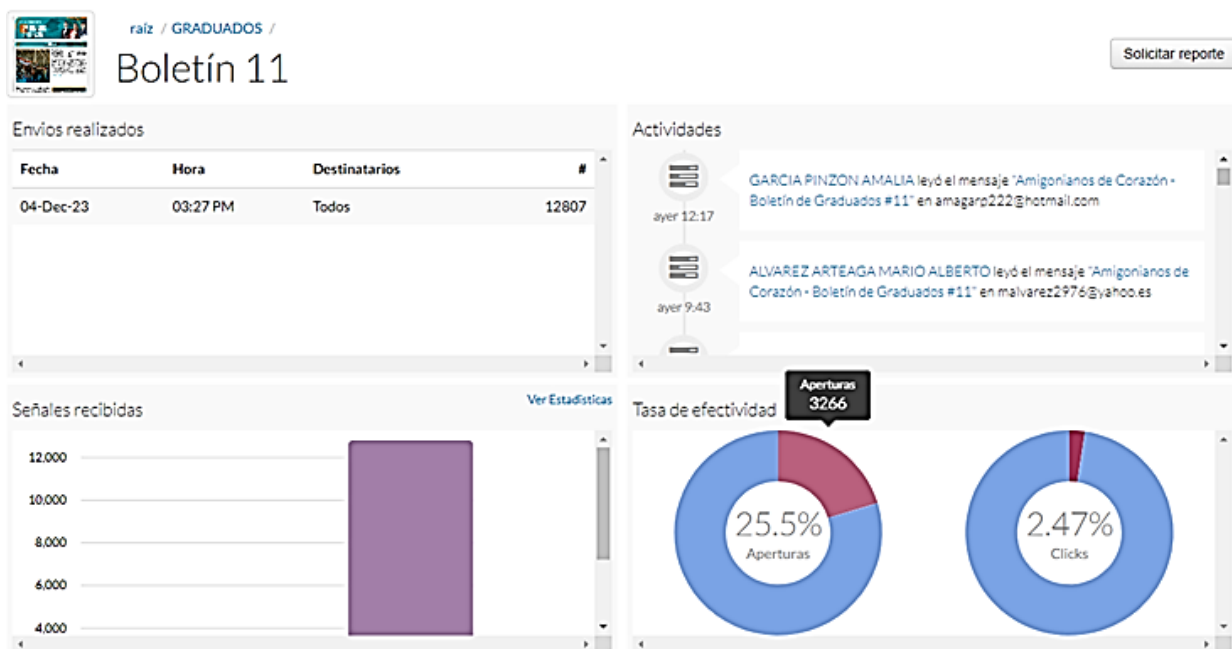 raíz / GRADUADOS /
Boletín 11
Solicitar reporte
Envios realizados
Fecha Hora Destinatarios #
04-Dec-23 03:27 PM Todos 12807
Actividades
GARCIA PINZON AMALIA leyó el mensaje "Amigonianos de Corazón -
Boletín de Graduados #11" en amagarp222@hotmail.com
ayer 12:17
ALVAREZ ARTEAGA MARIO ALBERTO leyó el mensaje "Amigonianos de
Corazón - Boletín de Graduados #11" en malvarez2976@yahoo.es
ayer 9:43
Señales recibidas
Ver Estadísticas
12,000
10,000
8,000
6,000
4,000
Tasa de efectividad
Aperturas
3266
25.5%
Aperturas
2.47%
Clicks